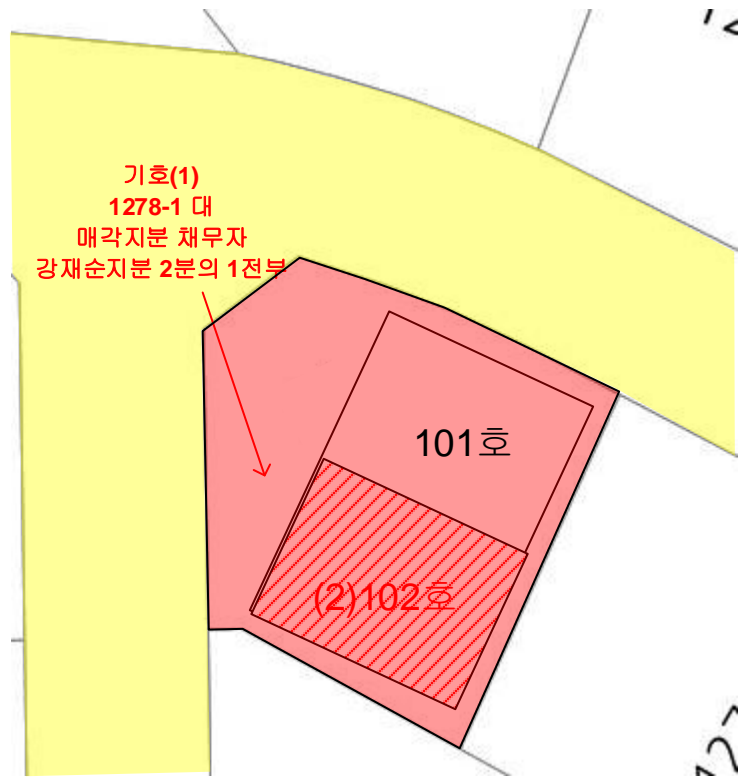 기호(1)
1278-1 대
매각지분 채무자
강재순지분 2분의 1전부
101호
(2)102호
127